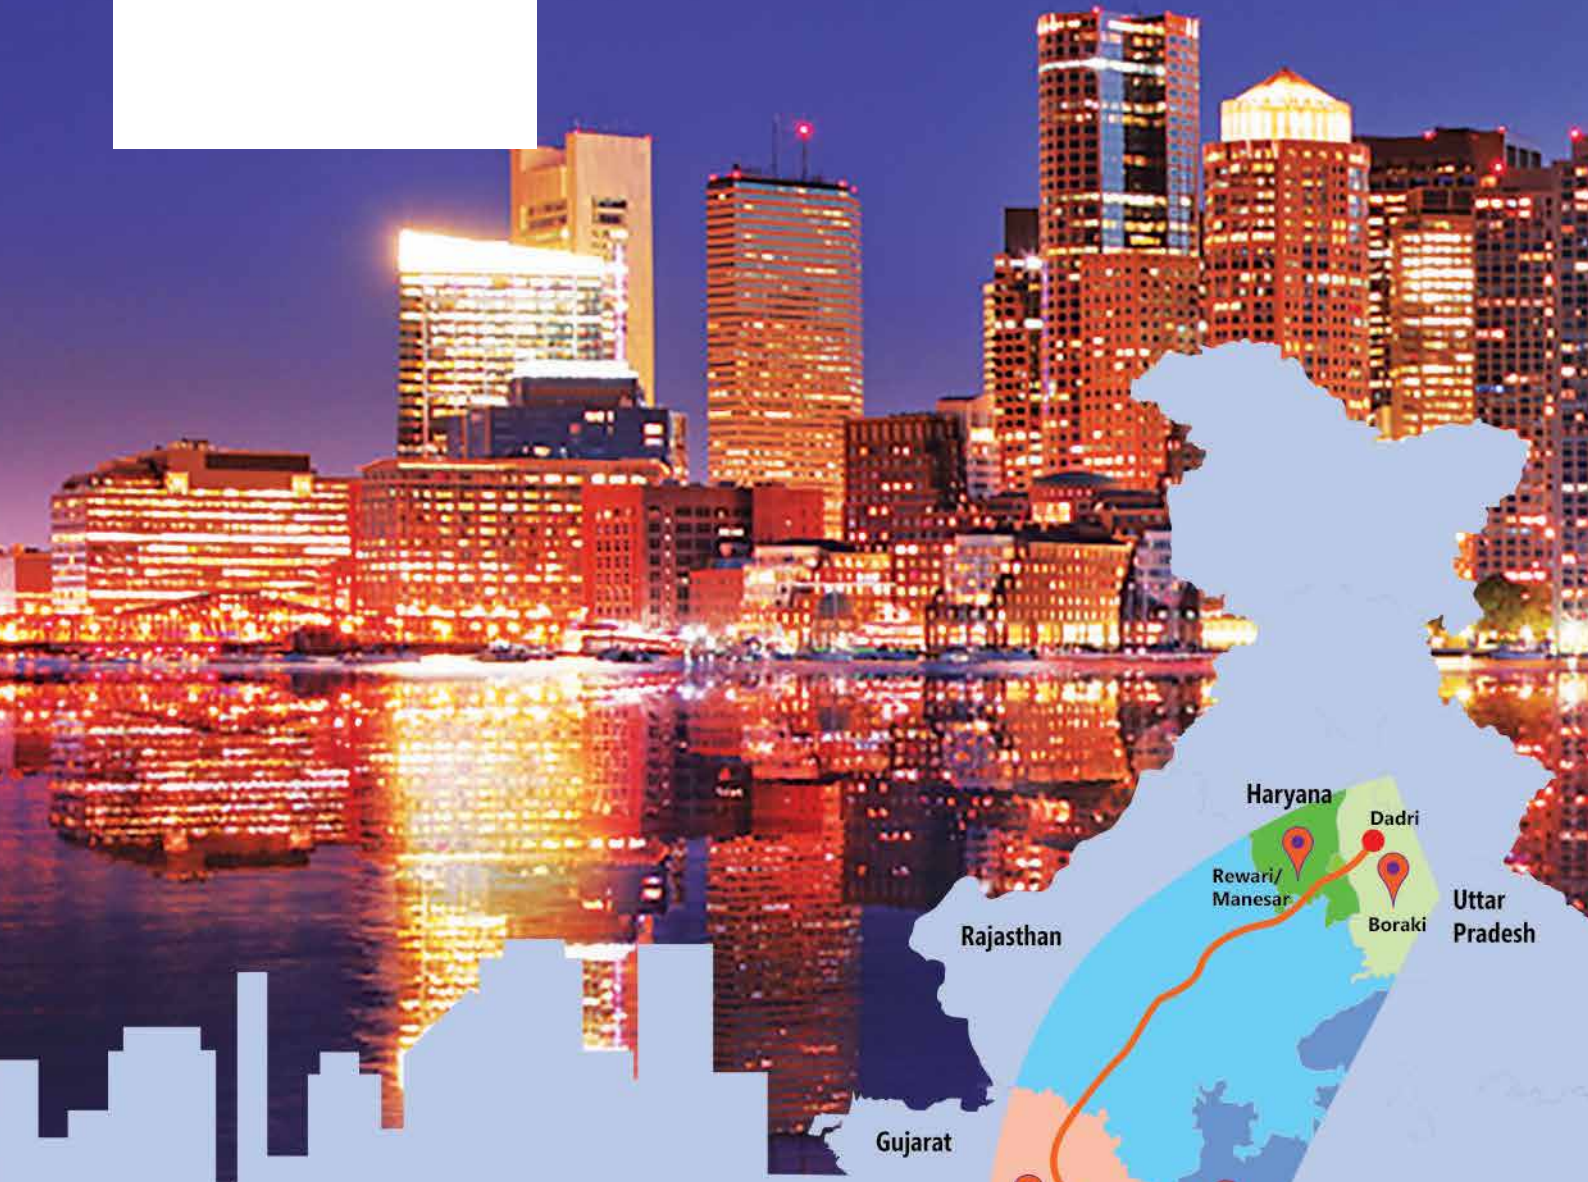 Haryana
Dadri
Rewari/
Manesar
Boraki
Uttar
Pradesh
Rajasthan
Gujarat